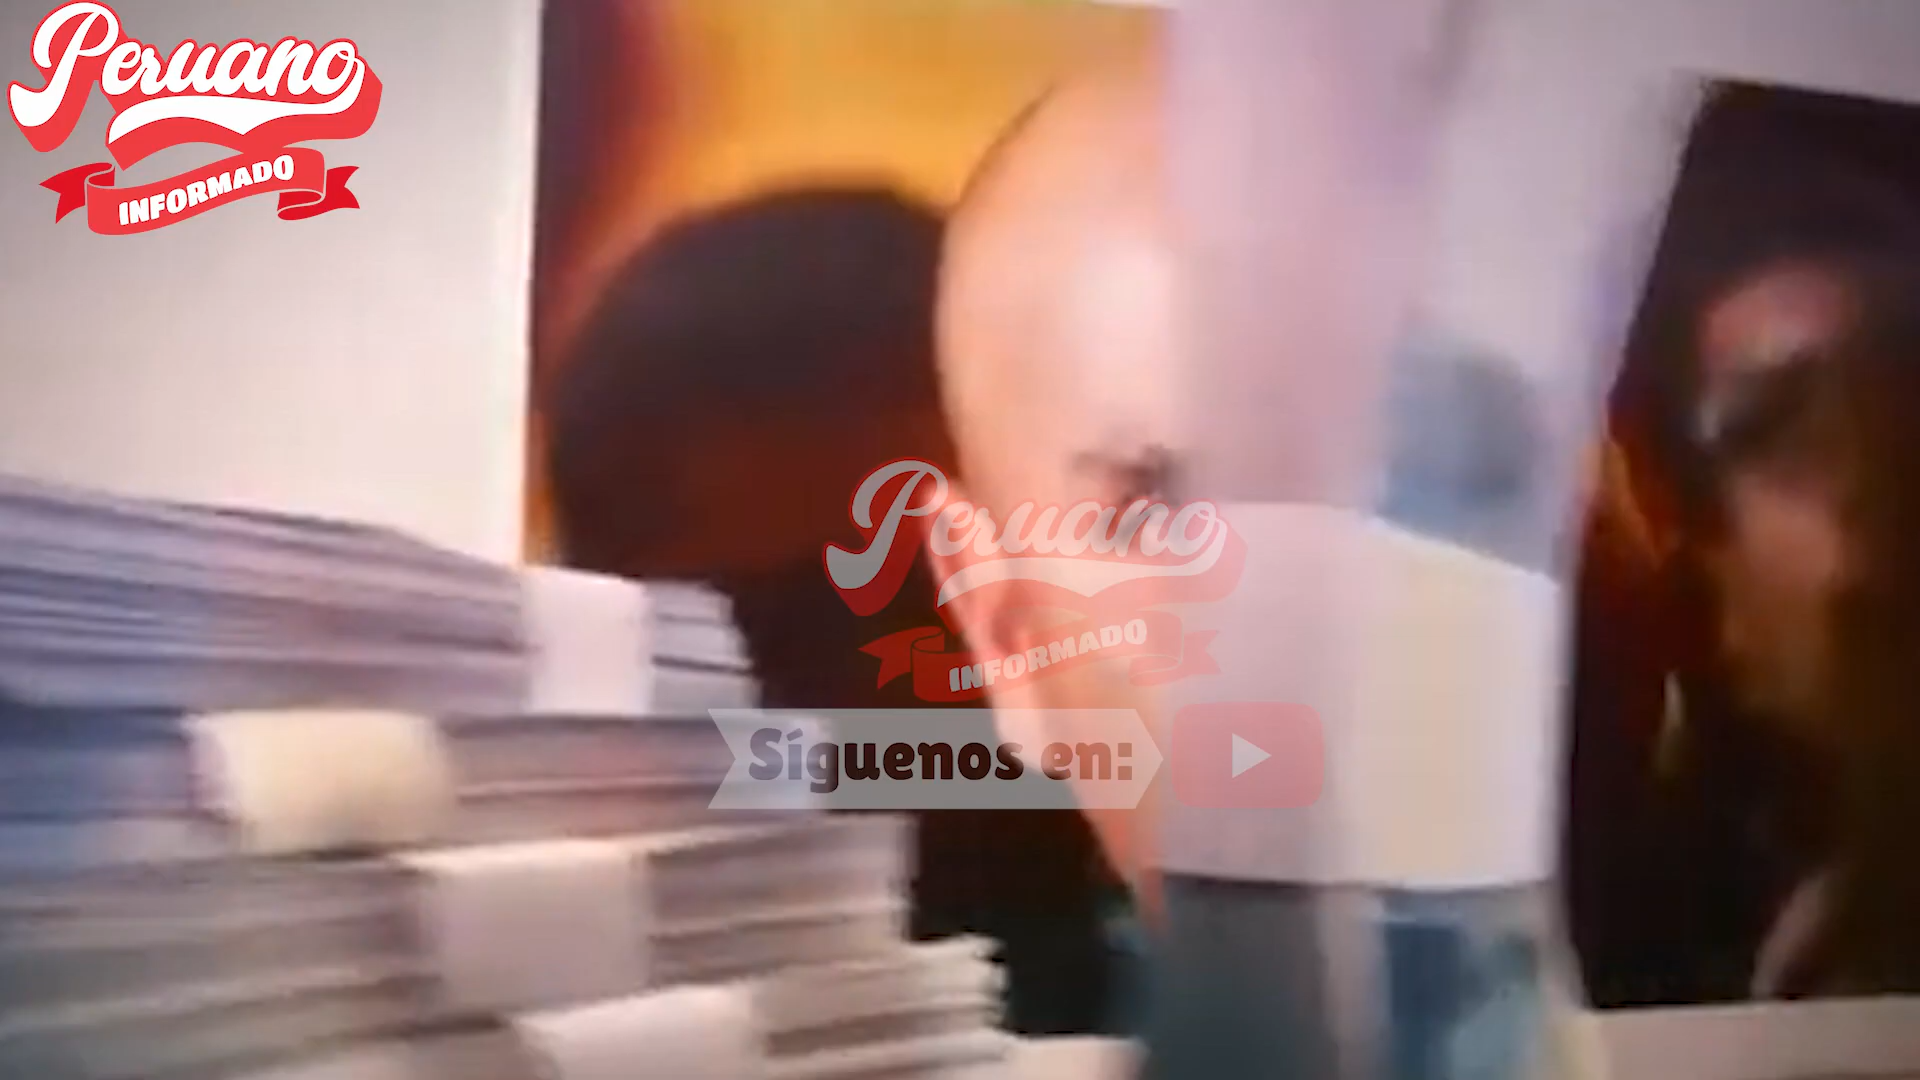 Peruano
INFORMADO
Peruano
INFORMADO
Síguenos en: